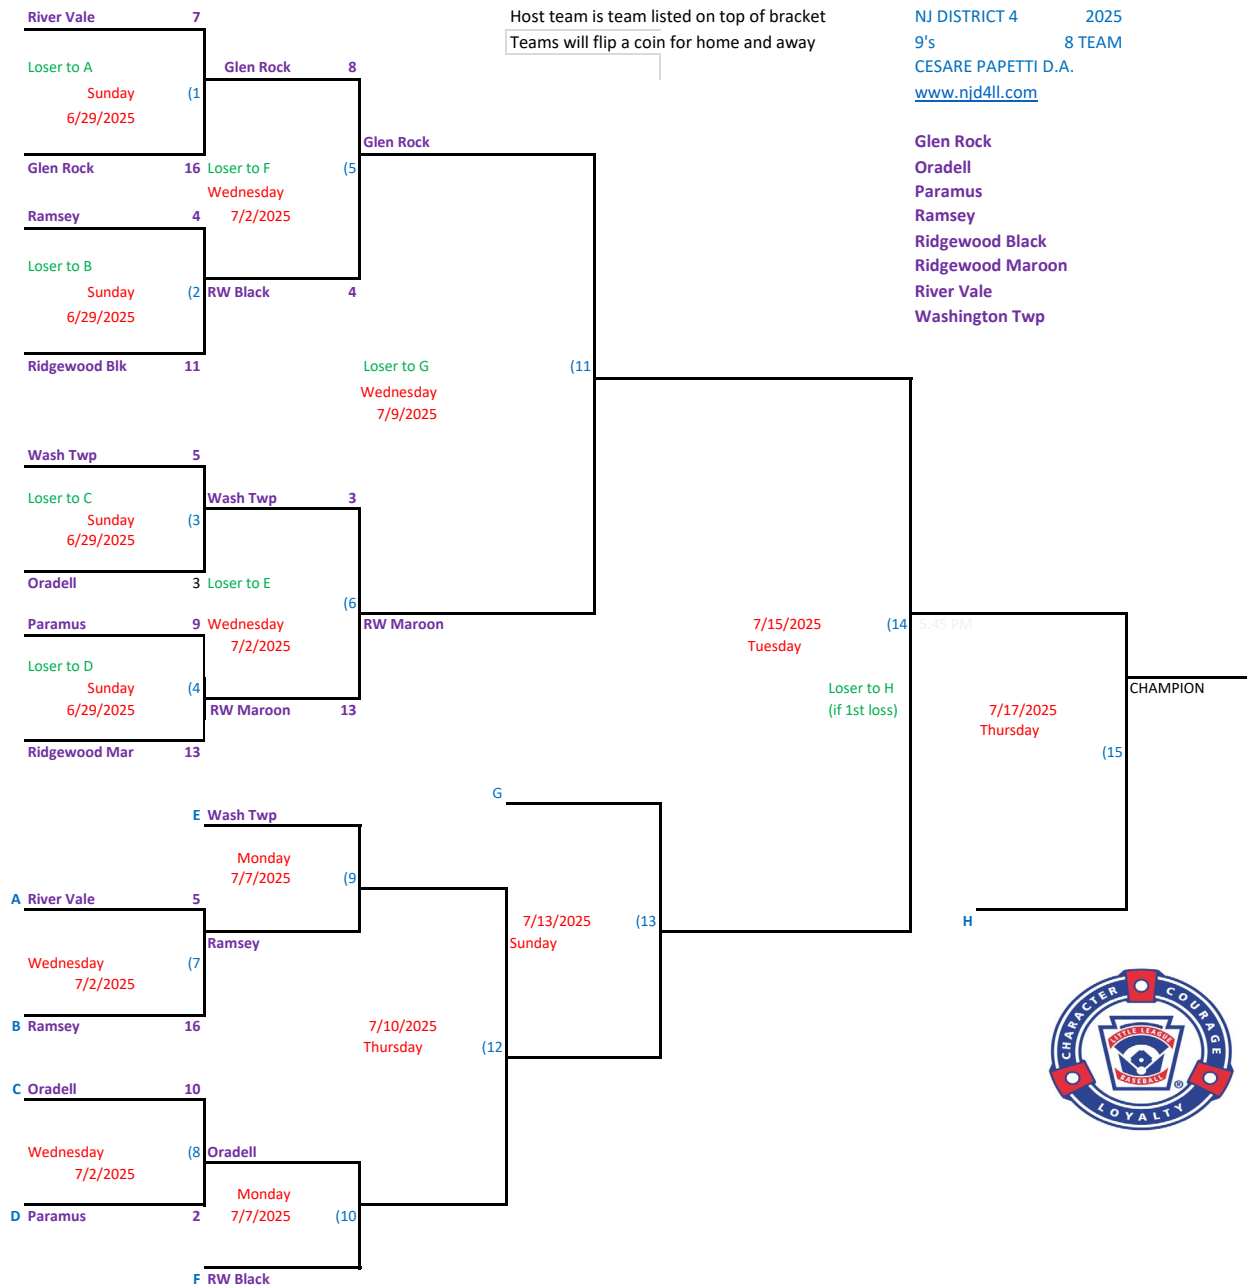 River Vale 7
Host team is team listed on top of bracket
NJ DISTRICT 4 2025
Teams will flip a coin for home and away
9's 8 TEAM
Loser to A
Glen Rock 8
CESARE PAPETTI D.A.
Sunday (1
www.njd4ll.com
6/29/2025
Glen Rock
Glen Rock
Glen Rock 16 Loser to F (5
Oradell
Wednesday
Paramus
Ramsey 4
7/2/2025
Ramsey
Ridgewood Black
Loser to B
Ridgewood Maroon
Sunday (2 RW Black 4
River Vale
6/29/2025
Washington Twp
Ridgewood Blk 11
Loser to G (11
Wednesday
7/9/2025
Wash Twp 5
Loser to C
Wash Twp 3
Sunday (3
6/29/2025
Oradell 3 Loser to E
(6
Paramus 9 Wednesday
RW Maroon
7/15/2025 (14 5:45 PM
7/2/2025
Tuesday
Loser to D
Sunday (4
Loser to H
CHAMPION
6/29/2025
RW Maroon 13
(if 1st loss)
7/17/2025
Thursday
Ridgewood Mar 13
(15
G
E Wash Twp
Monday
7/7/2025 (9
A River Vale 5
7/13/2025 (13
H
Ramsey
Sunday
Wednesday (7
7/2/2025
B Ramsey 16
7/10/2025
Thursday (12
C Oradell 10
Wednesday (8 Oradell
7/2/2025
Monday
D Paramus 2
7/7/2025 (10
F RW Black
CHARACTER COURAGE LOYALTY
LITTLE LEAGUE
BASEBALL ®